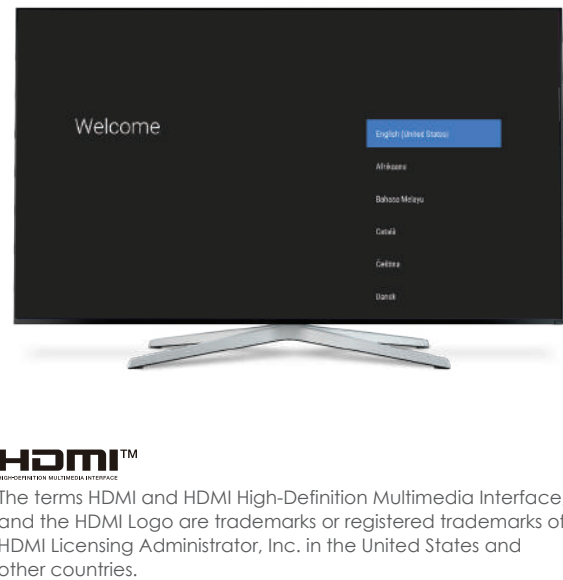 Welcome
English (United States)
Afrikaans
Bahasa Melayu
Català
Čeština
Dansk
HDMI™
HIGH-DEFINITION MULTIMEDIA INTERFACE
The terms HDMI and HDMI High-Definition Multimedia Interface,
and the HDMI Logo are trademarks or registered trademarks of
HDMI Licensing Administrator, Inc. in the United States and
other countries.